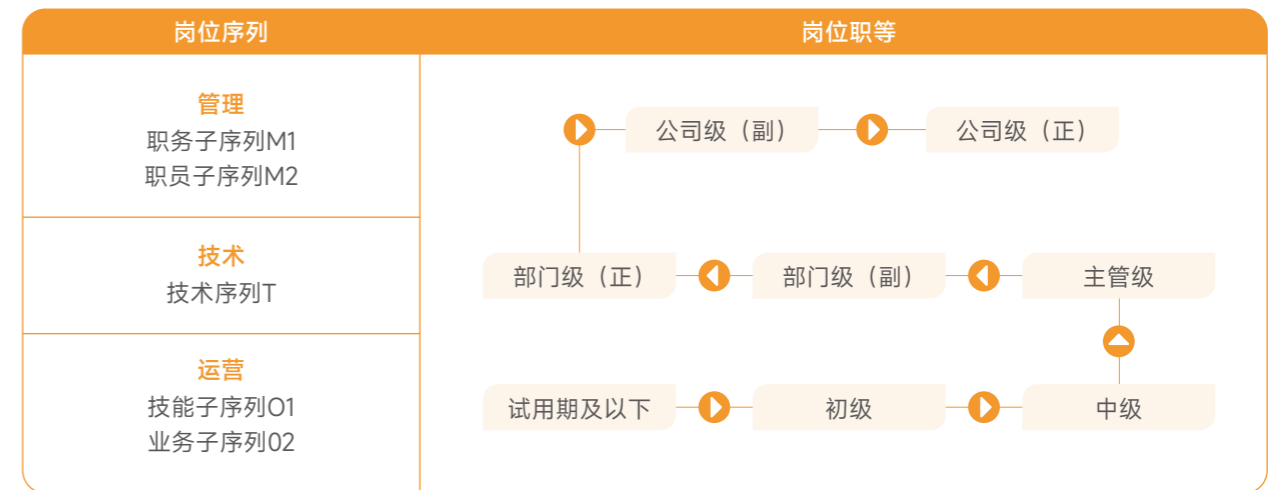 岗位序列
岗位职等
管理
职务子序列M1
职员子序列M2
公司级（副）
公司级（正）
技术
技术序列T
部门级（正）
部门级（副）
主管级
运营
技能子序列O1
业务子序列02
试用期及以下
初级
中级